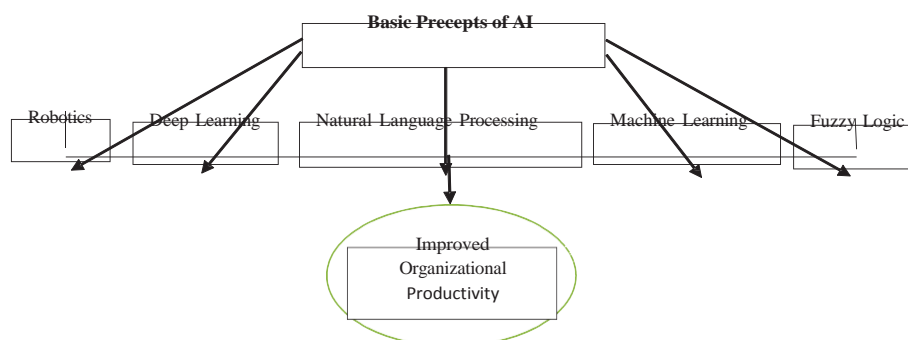 Basic Precepts of AI
Robotics
Deep Learning
Natural Language Processing
Machine Learning
Fuzzy Logic
Improved
Organizational
Productivity